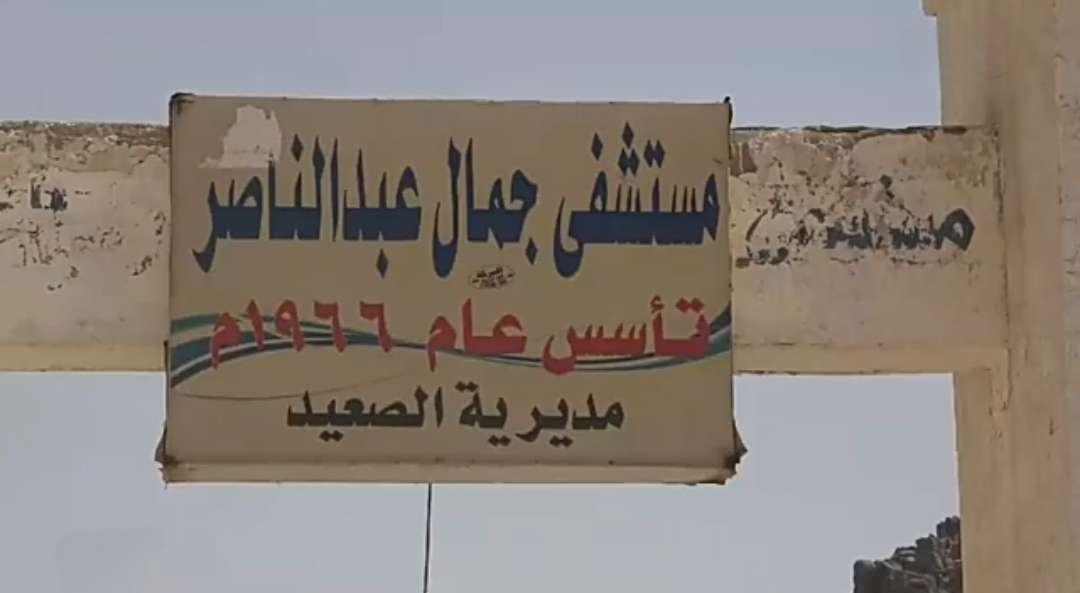 مستشفى جمال عبدالناصر
تأسس عام ١٩٦٦م
مديرية الصعيد